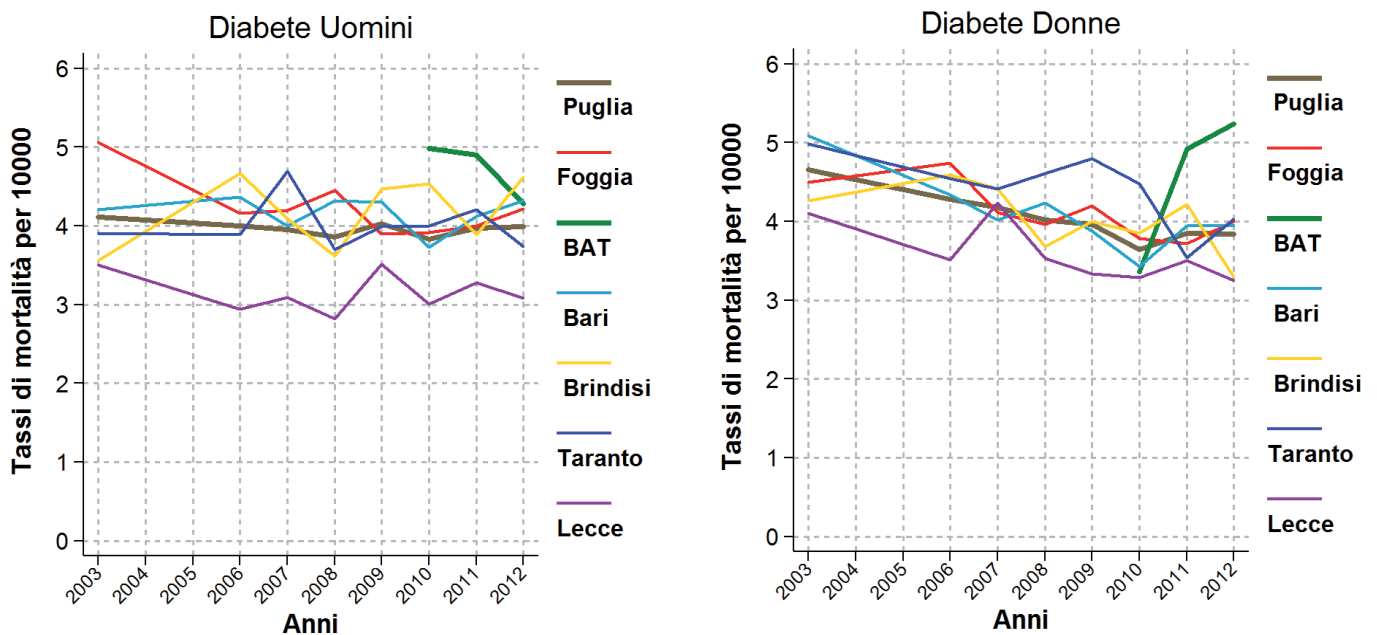 Diabete Uomini
Tassi di mortalità per 10000
6
5
4
3
2
1
0
2003
2004
2005
2006
2007
2008
2009
2010
2011
2012
Anni
Puglia
Foggia
BAT
Bari
Brindisi
Taranto
Lecce
Diabete Donne
Tassi di mortalità per 10000
6
5
4
3
2
1
0
2003
2004
2005
2006
2007
2008
2009
2010
2011
2012
Anni
Puglia
Foggia
BAT
Bari
Brindisi
Taranto
Lecce